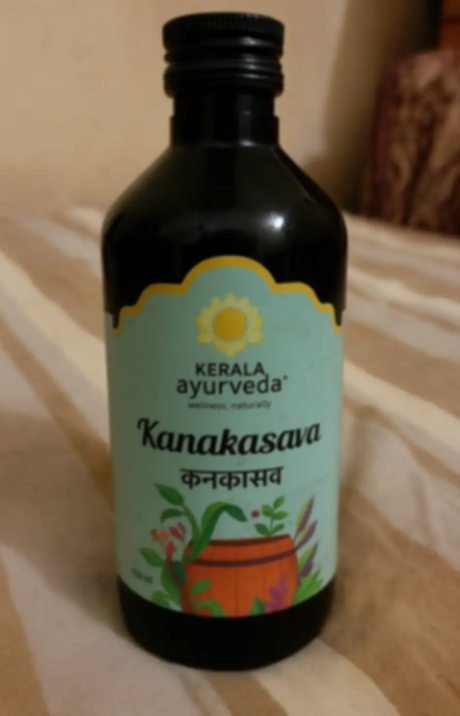 KERALA
ayurveda®
wellness, naturally
Kanakasava
कनकासव